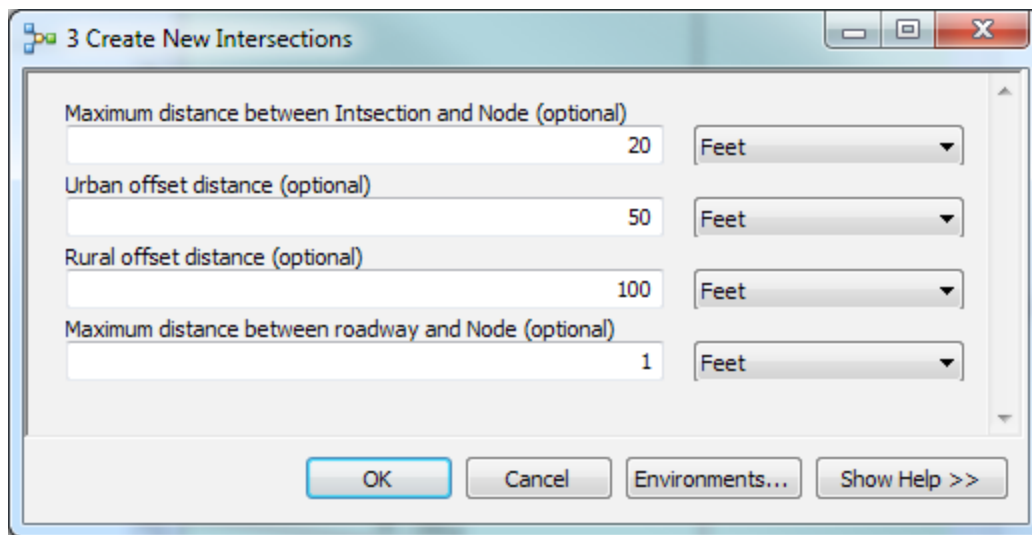 3 Create New Intersections
Maximum distance between Intsection and Node (optional)
20 Feet
Urban offset distance (optional)
50 Feet
Rural offset distance (optional)
100 Feet
Maximum distance between roadway and Node (optional)
1 Feet
OK Cancel Environments... Show Help >>